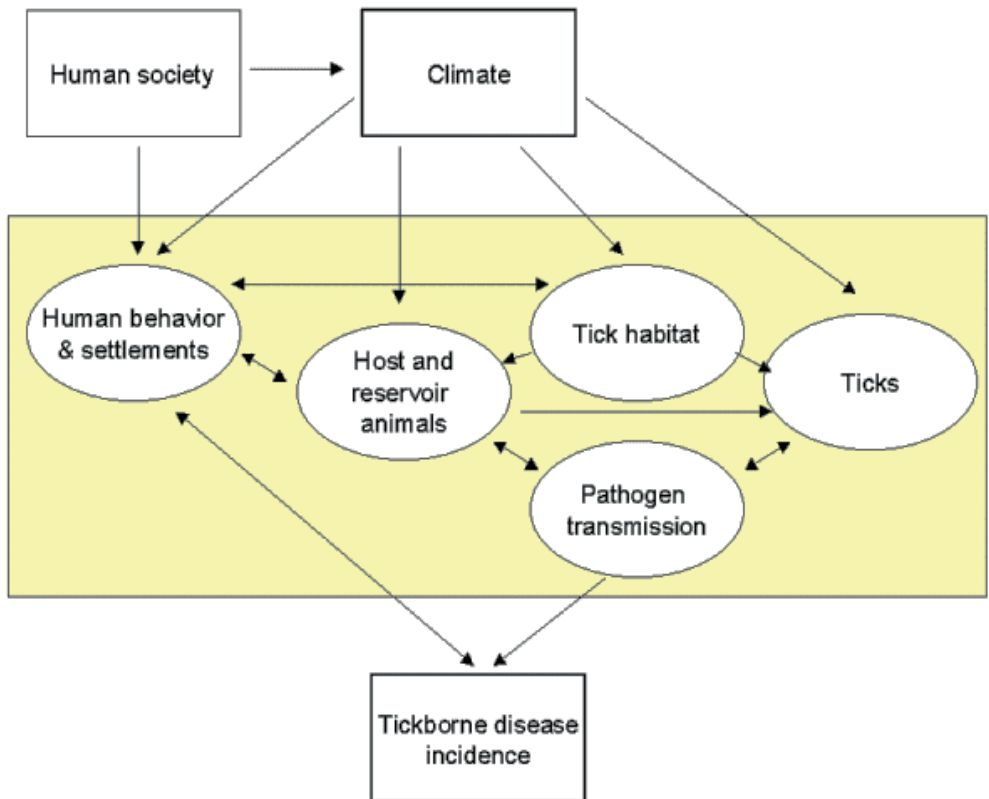 Human society
Climate
Human behavior
& settlements
Host and
reservoir
animals
Tick habitat
Ticks
Pathogen
transmission
Tickborne disease
incidence